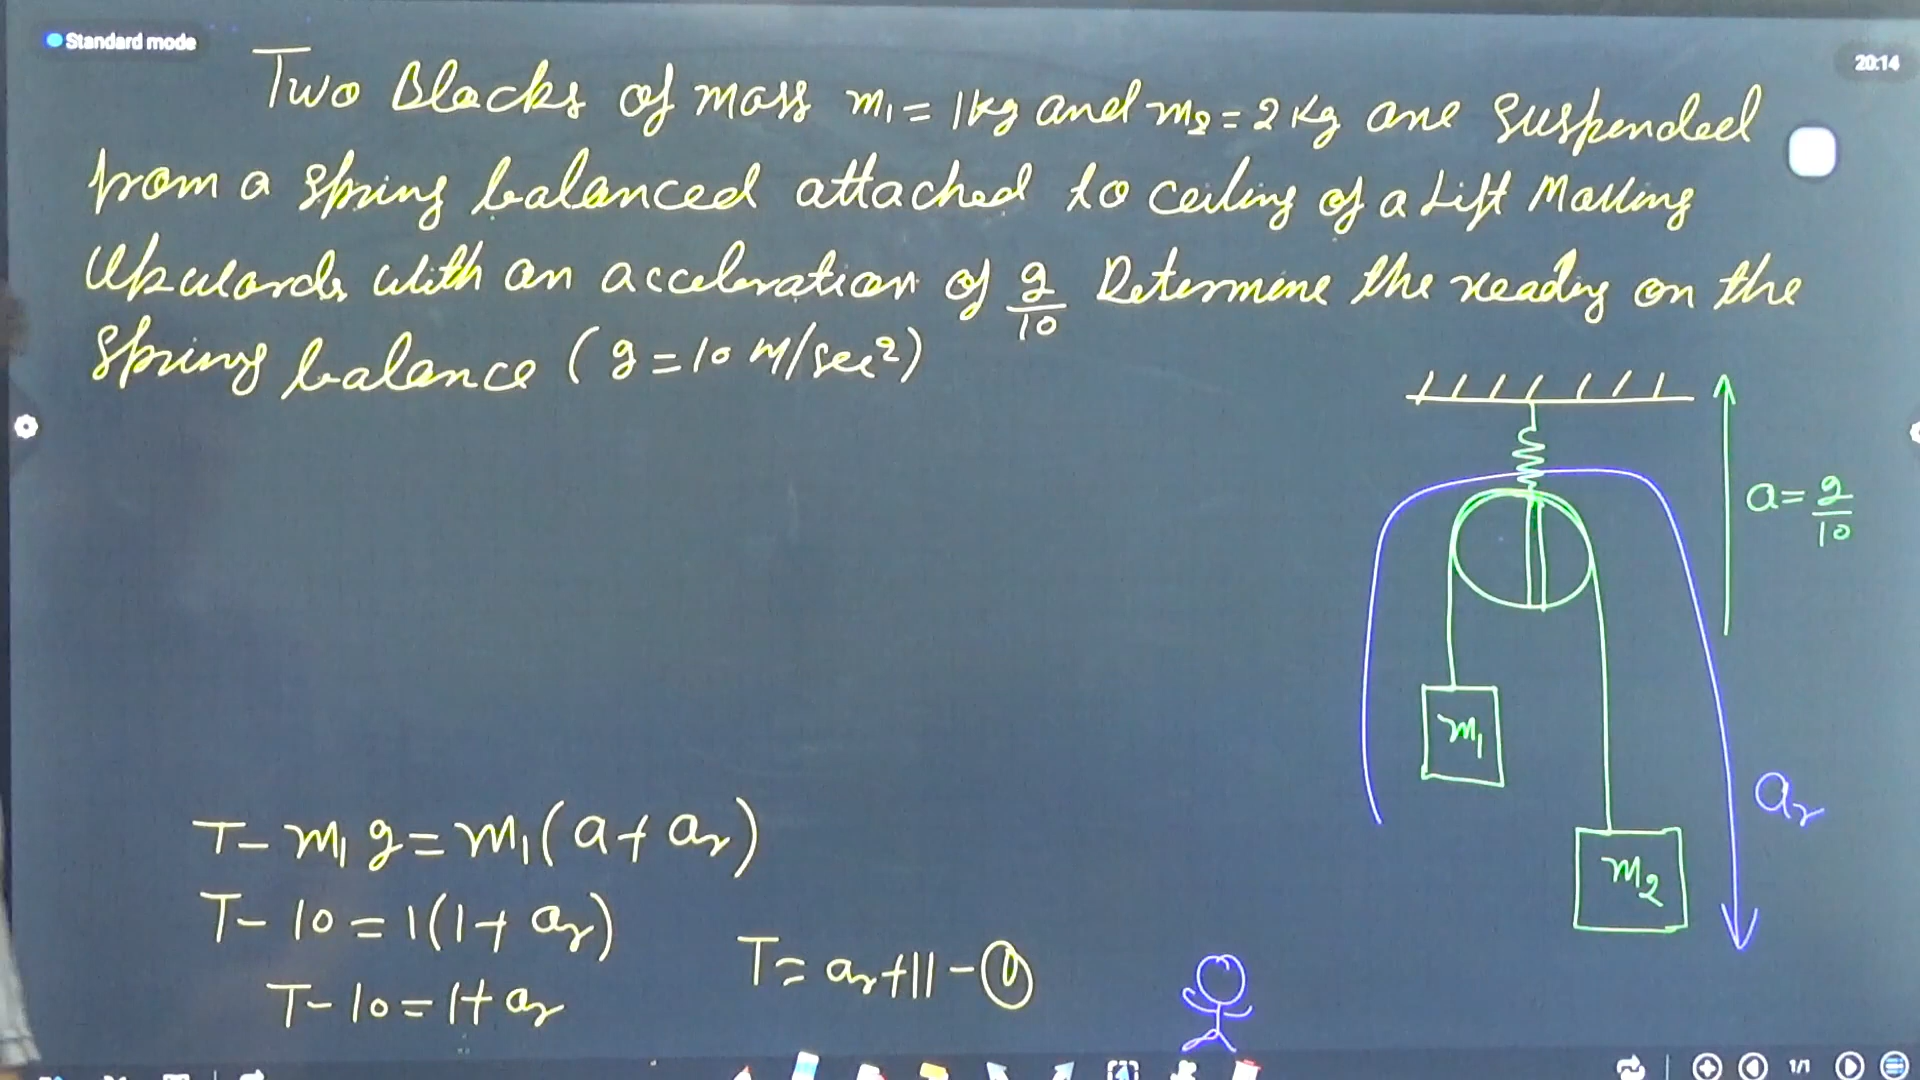 Standard mode
20:14
Two Blocks of mass m₁ = 1kg and m₂ = 2 Kg are suspended
from a spring balanced attached to ceiling of a Lift Moving
Upwards with an acceleration of g/10 Determine the reading on the
spring balance (g = 10 M/sec²)
a = g/10
m₁
aᵣ
m₂
T - m₁ g = m₁(a + aᵣ)
T - 10 = 1(1 + aᵣ)
T - 10 = 1 + aᵣ
T = aᵣ + 11 - ①
1/1